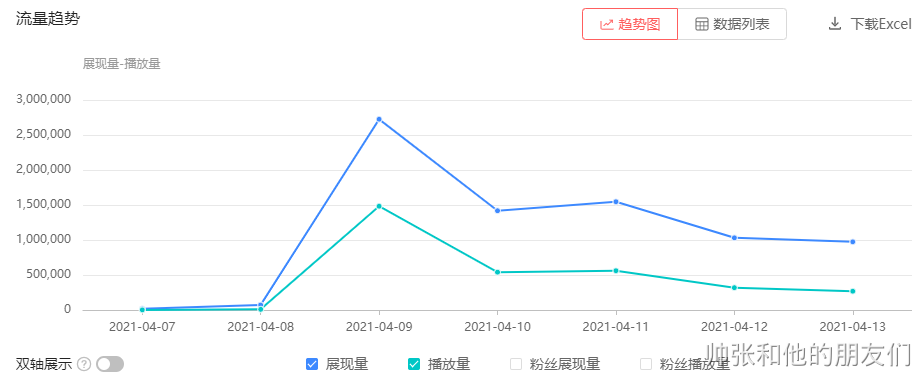 流量趋势
趋势图 数据列表 下载Excel
展现量-播放量
3,000,000
2,500,000
2,000,000
1,500,000
1,000,000
500,000
0
2021-04-07 2021-04-08 2021-04-09 2021-04-10 2021-04-11 2021-04-12 2021-04-13
双轴展示 ? 展现量 播放量 粉丝展现量 粉丝播放量
帅张和他的朋友们